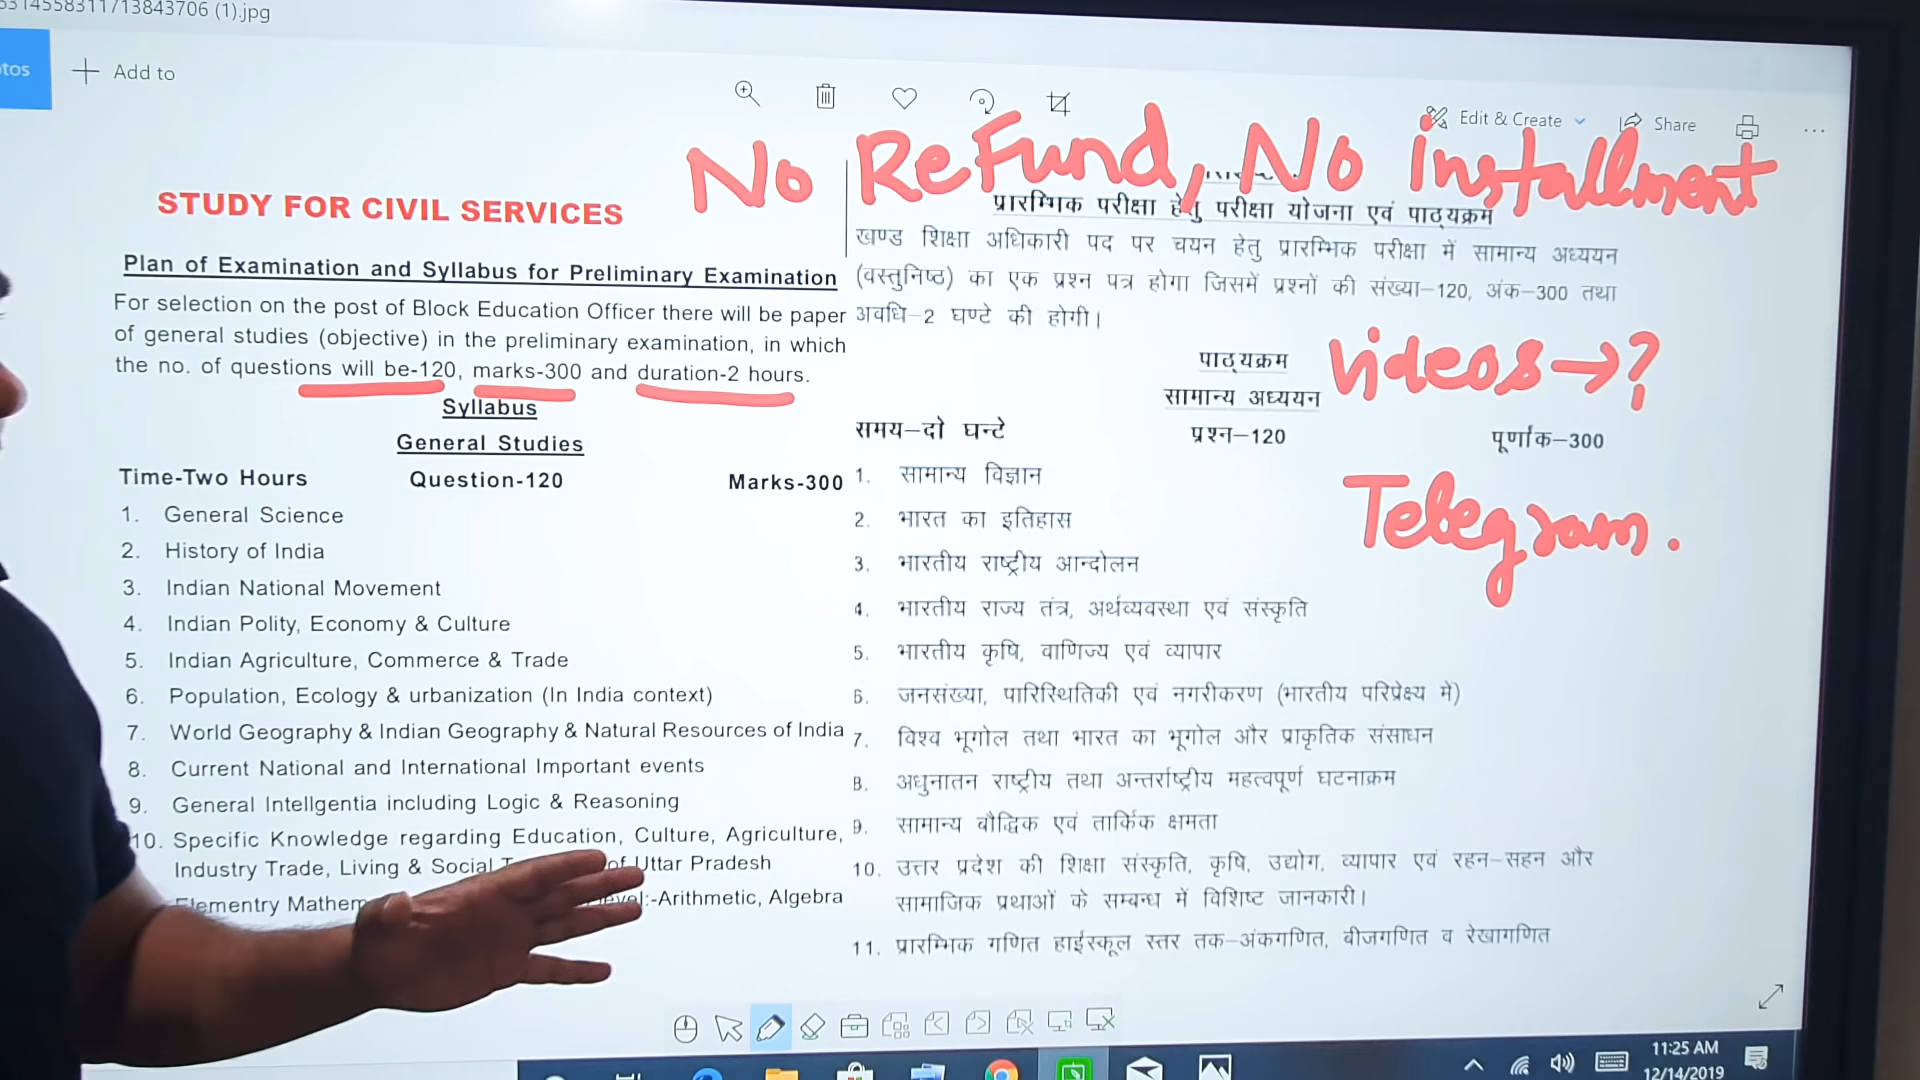 (1).jpg
Add to
Edit & Create
Share
No Refund, No installment
STUDY FOR CIVIL SERVICES
Plan of Examination and Syllabus for Preliminary Examination
For selection on the post of Block Education Officer there will be paper
of general studies (objective) in the preliminary examination, in which
the no. of questions will be-120, marks-300 and duration-2 hours.
Syllabus
General Studies
Time-Two Hours Question-120 Marks-300
1. General Science
2. History of India
3. Indian National Movement
4. Indian Polity, Economy & Culture
5. Indian Agriculture, Commerce & Trade
6. Population, Ecology & urbanization (In India context)
7. World Geography & Indian Geography & Natural Resources of India
8. Current National and International Important events
9. General Intellgentia including Logic & Reasoning
10. Specific Knowledge regarding Education, Culture, Agriculture,
Industry Trade, Living & Social of Uttar Pradesh
Elementry :-Arithmetic, Algebra
प्रारम्भिक परीक्षा हेतु परीक्षा योजना एवं पाठ्यक्रम
खण्ड शिक्षा अधिकारी पद पर चयन हेतु प्रारम्भिक परीक्षा में सामान्य अध्ययन
(वस्तुनिष्ठ) का एक प्रश्न पत्र होगा जिसमें प्रश्नों की संख्या-120, अंक-300 तथा
अवधि-2 घण्टे की होगी।
पाठ्यक्रम
सामान्य अध्ययन
समय-दो घन्टे प्रश्न-120 पूर्णांक-300
1. सामान्य विज्ञान
2. भारत का इतिहास
3. भारतीय राष्ट्रीय आन्दोलन
4. भारतीय राज्य तंत्र, अर्थव्यवस्था एवं संस्कृति
5. भारतीय कृषि, वाणिज्य एवं व्यापार
6. जनसंख्या, पारिस्थितिकी एवं नगरीकरण (भारतीय परिप्रेक्ष्य में)
7. विश्व भूगोल तथा भारत का भूगोल और प्राकृतिक संसाधन
8. अधुनातन राष्ट्रीय तथा अन्तर्राष्ट्रीय महत्वपूर्ण घटनाक्रम
9. सामान्य बौद्धिक एवं तार्किक क्षमता
10. उत्तर प्रदेश की शिक्षा संस्कृति, कृषि, उद्योग, व्यापार एवं रहन-सहन और
सामाजिक प्रथाओं के सम्बन्ध में विशिष्ट जानकारी।
11. प्रारम्भिक गणित हाईस्कूल स्तर तक-अंकगणित, बीजगणित व रेखागणित
Videos→?
Telegram.
11:25 AM
12/14/2019